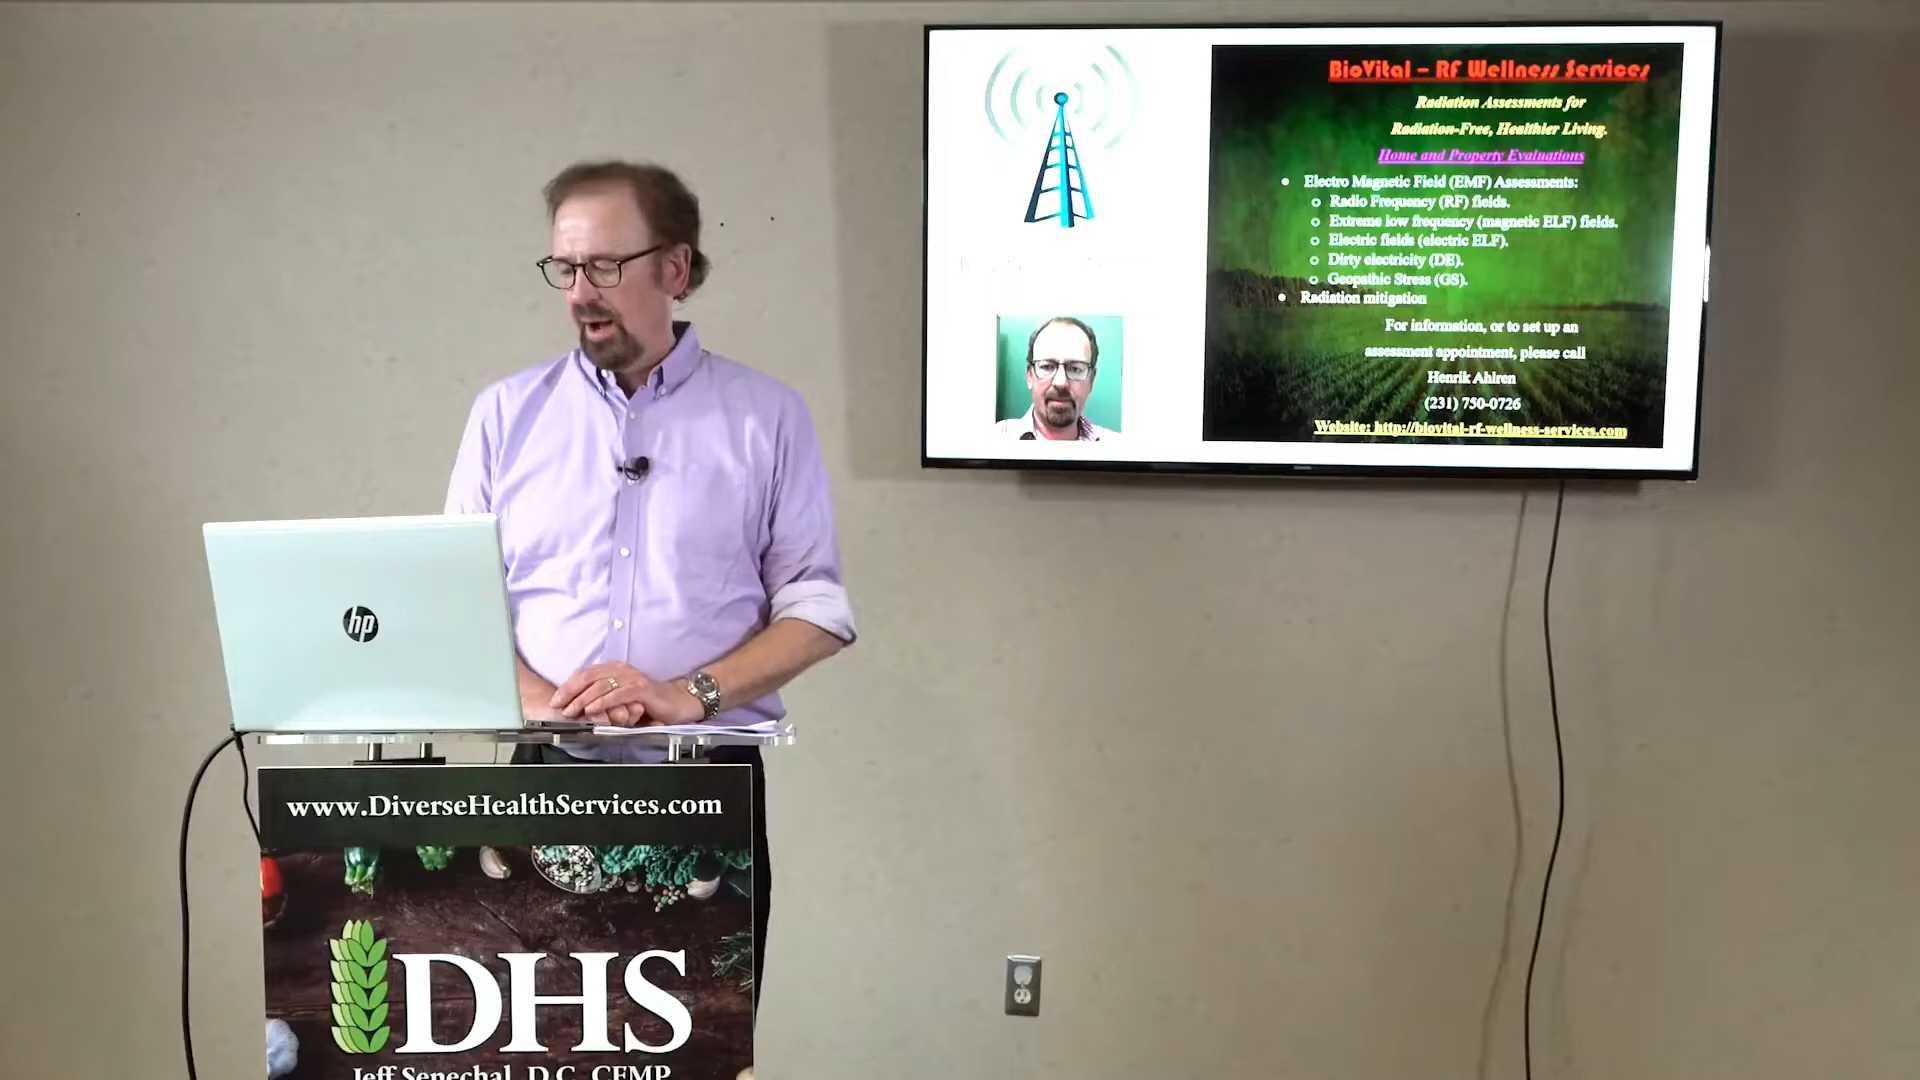 BioVital – RF Wellness Services
Radiation Assessments for
Radiation-Free, Healthier Living.
Home and Property Evaluations
Electro Magnetic Field (EMF) Assessments:
Radio Frequency (RF) fields.
Extreme low frequency (magnetic ELF) fields.
Electric fields (electric ELF).
Dirty electricity (DE).
Geopathic Stress (GS).
Radiation mitigation
For information, or to set up an
assessment appointment, please call
Henrik Ahlren
(231) 750-0726
Website: http://biovital-rf-wellness-services.com
hp
www.DiverseHealthServices.com
DHS
Jeff Senechal, D.C., CFMP